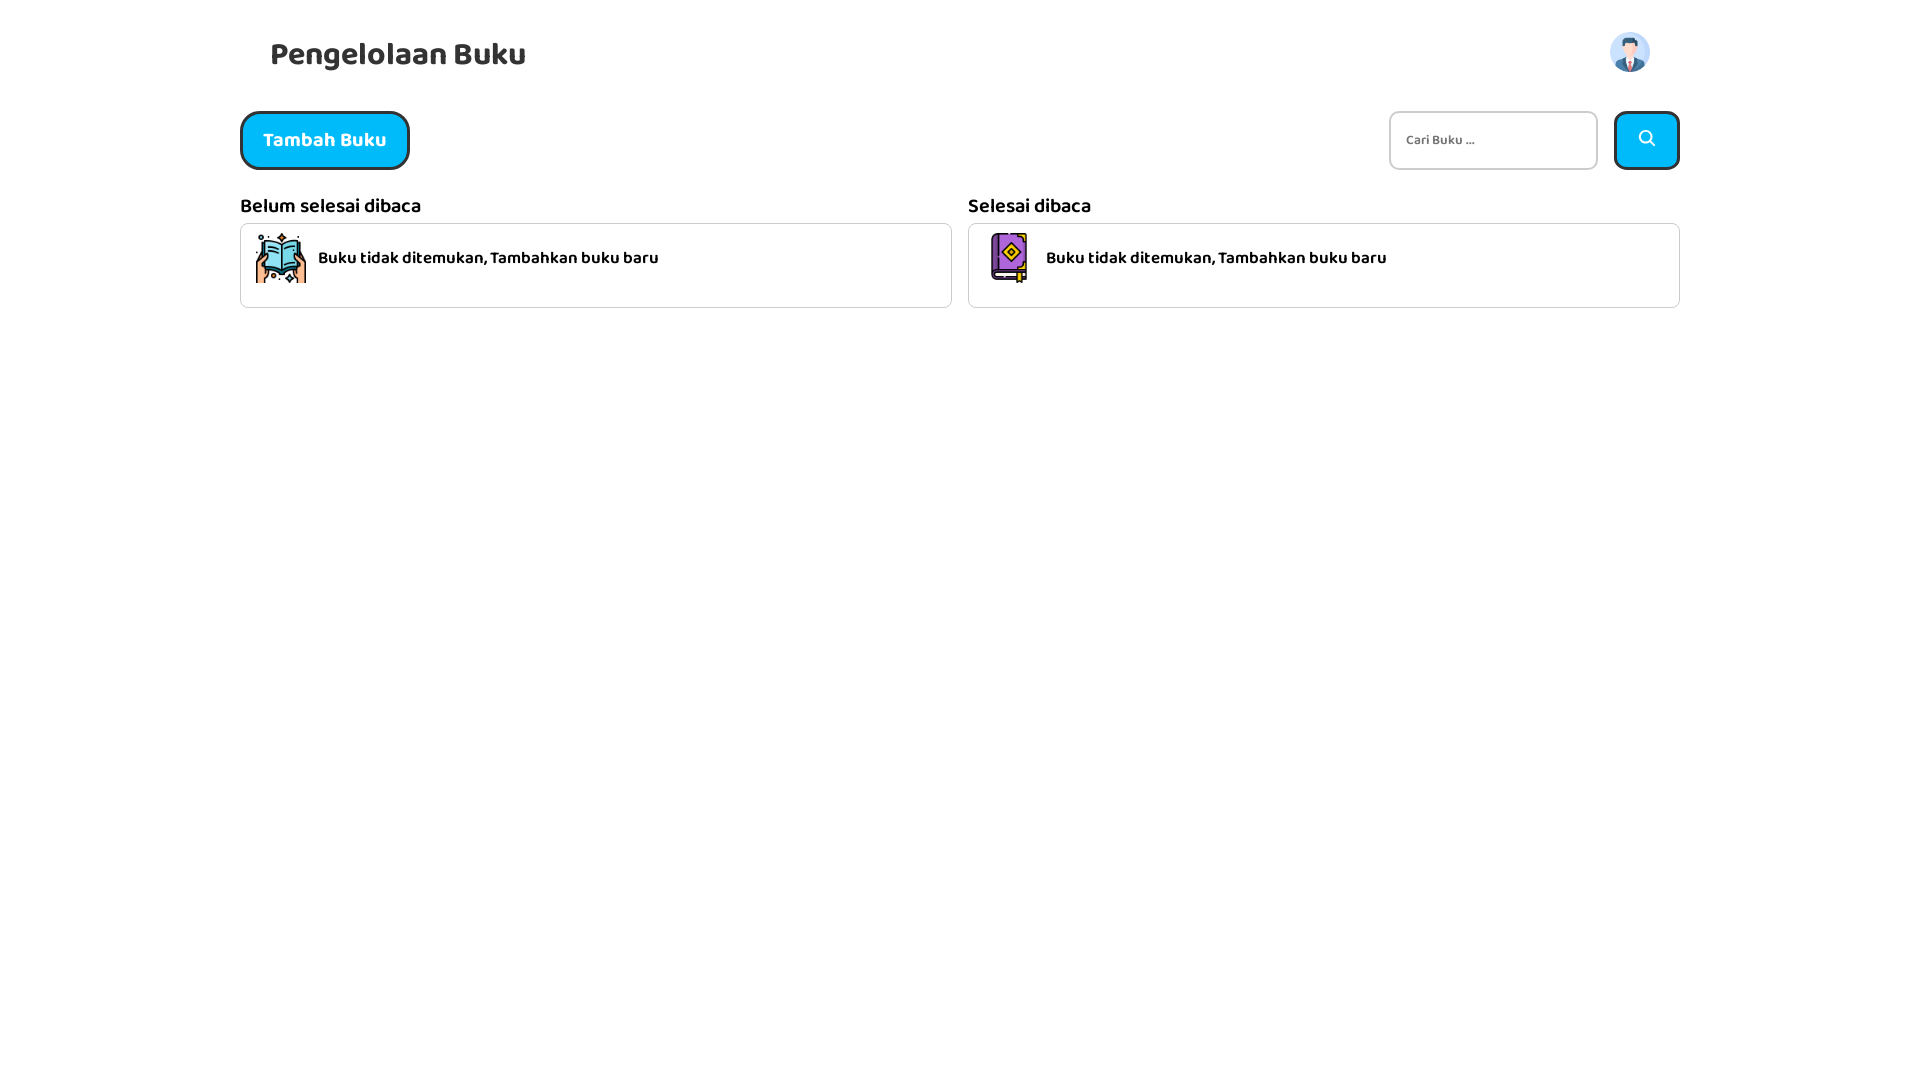 Pengelolaan Buku
Tambah Buku
Cari Buku ...
Belum selesai dibaca
Buku tidak ditemukan, Tambahkan buku baru
Selesai dibaca
Buku tidak ditemukan, Tambahkan buku baru